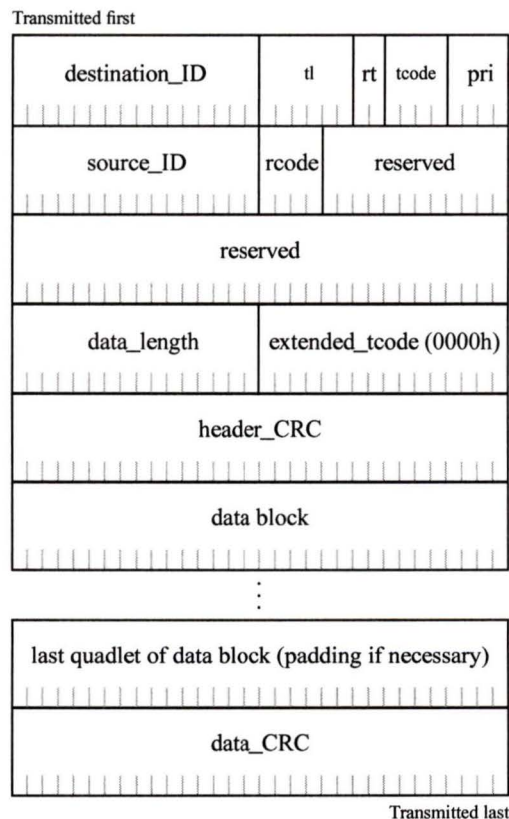 Transmitted first
destination_ID tl rt tcode pri
source_ID rcode reserved
reserved
data_length extended_tcode (0000h)
header_CRC
data block
last quadlet of data block (padding if necessary)
data_CRC
Transmitted last